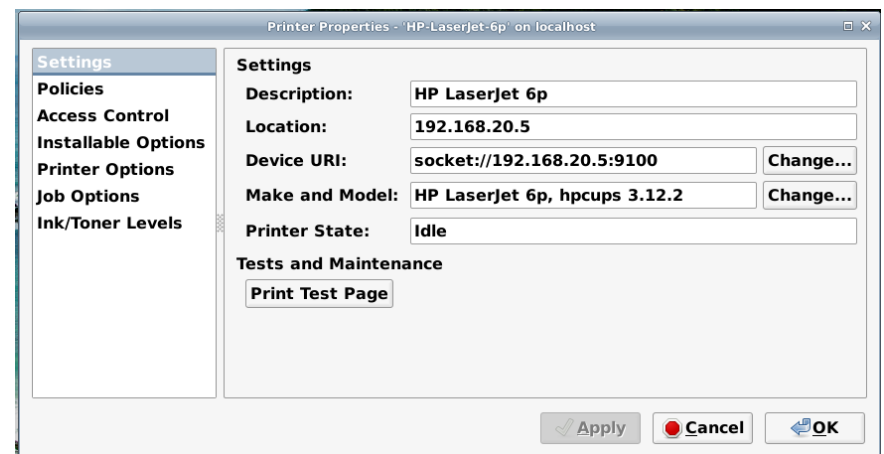 Printer Properties - 'HP-LaserJet-6p' on localhost
Settings
Policies
Access Control
Installable Options
Printer Options
Job Options
Ink/Toner Levels
Settings
Description: HP LaserJet 6p
Location: 192.168.20.5
Device URI: socket://192.168.20.5:9100 Change...
Make and Model: HP LaserJet 6p, hpcups 3.12.2 Change...
Printer State: Idle
Tests and Maintenance
Print Test Page
Apply Cancel OK